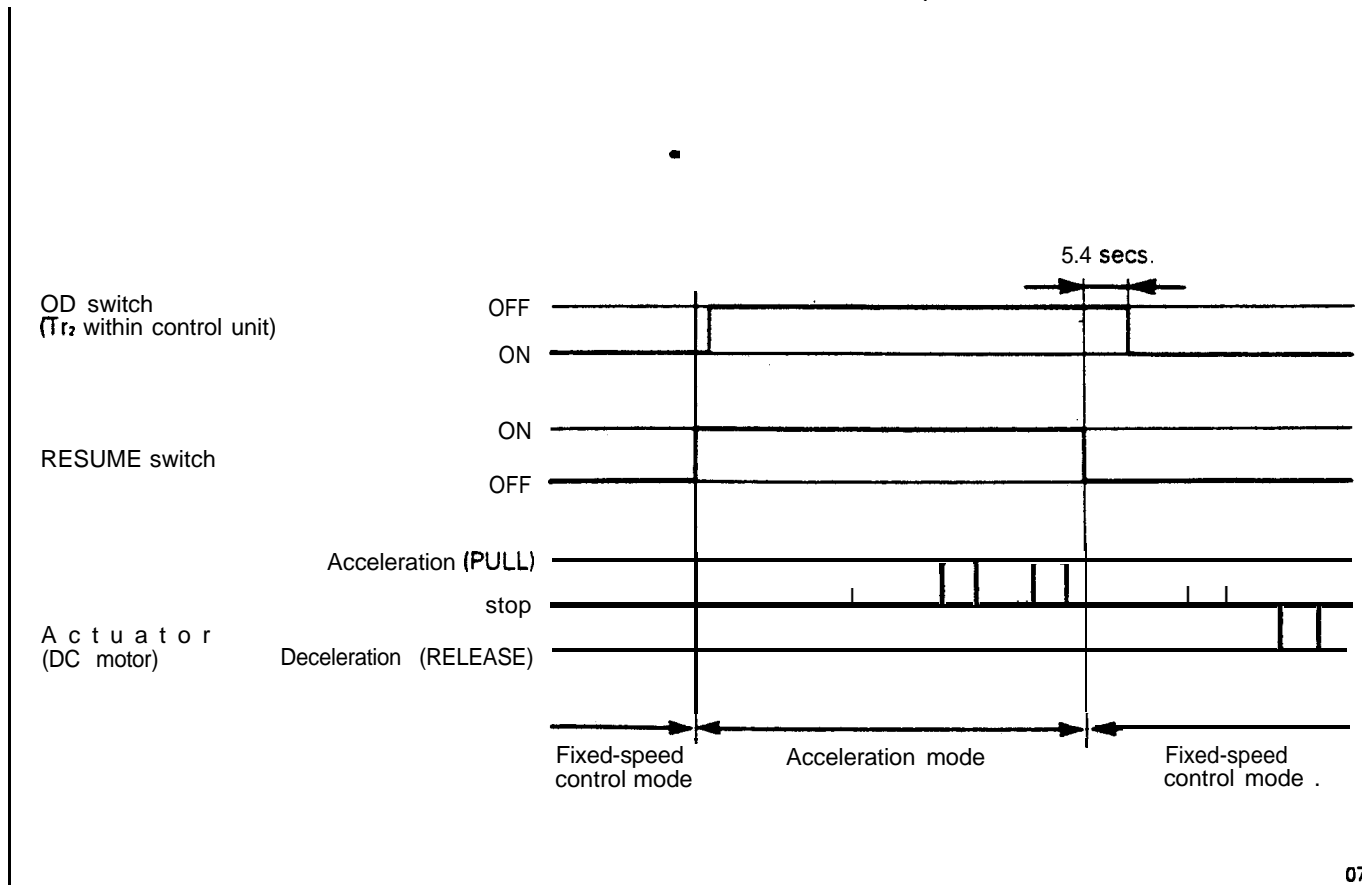 5.4 secs.
OD switch
(Tr₂ within control unit)
OFF
ON
RESUME switch
ON
OFF
Acceleration (PULL)
stop
Actuator
(DC motor)
Deceleration (RELEASE)
Fixed-speed
control mode
Acceleration mode
Fixed-speed
control mode .
07